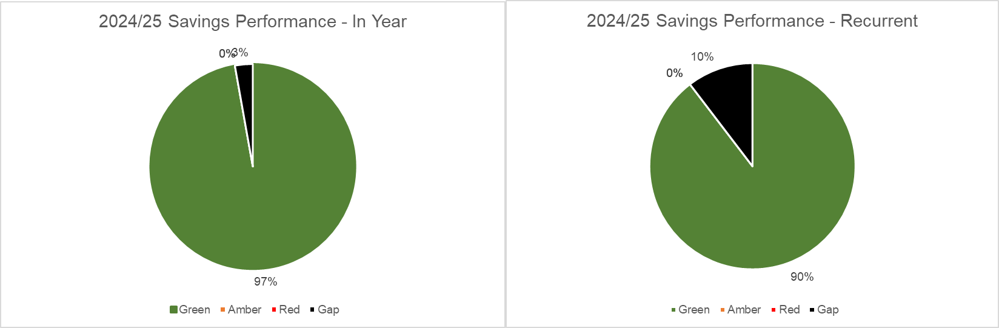 2024/25 Savings Performance - In Year
0%
3%
97%
Green Amber Red Gap
2024/25 Savings Performance - Recurrent
10%
0%
90%
Green Amber Red Gap